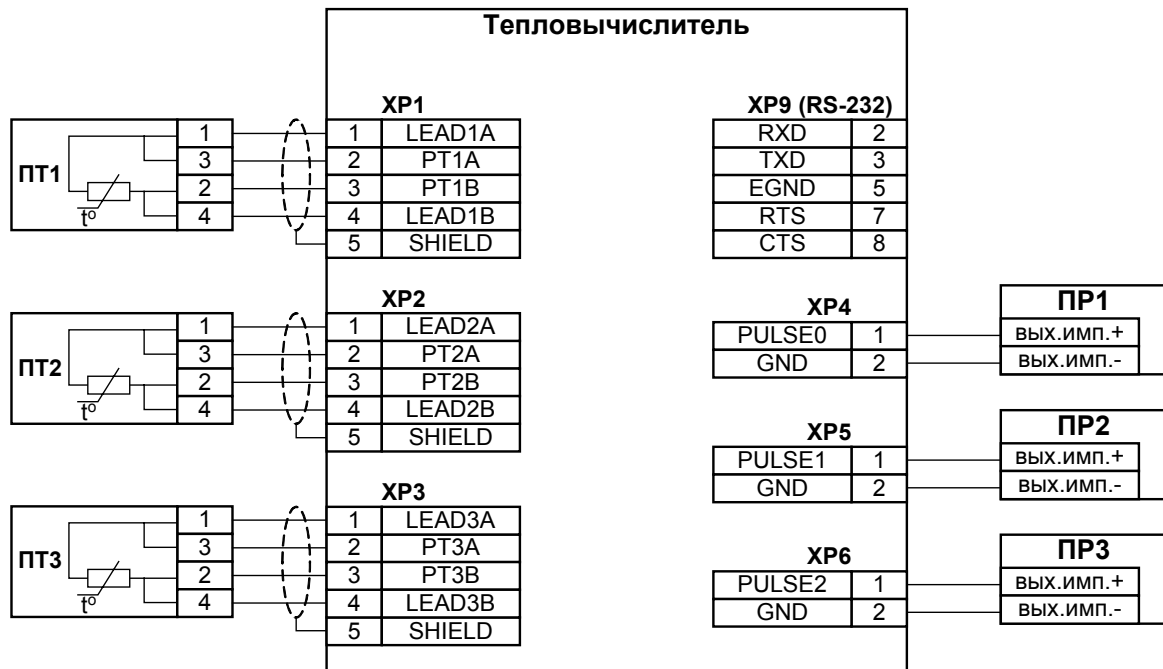 Тепловычислитель
XP1
ПТ1
1
3
2
4
tº
1 LEAD1A
2 PT1A
3 PT1B
4 LEAD1B
5 SHIELD
XP2
ПТ2
1
3
2
4
tº
1 LEAD2A
2 PT2A
3 PT2B
4 LEAD2B
5 SHIELD
XP3
ПТ3
1
3
2
4
tº
1 LEAD3A
2 PT3A
3 PT3B
4 LEAD3B
5 SHIELD
XP9 (RS-232)
RXD 2
TXD 3
EGND 5
RTS 7
CTS 8
XP4
PULSE0 1
GND 2
ПР1
вых.имп.+
вых.имп.-
XP5
PULSE1 1
GND 2
ПР2
вых.имп.+
вых.имп.-
XP6
PULSE2 1
GND 2
ПР3
вых.имп.+
вых.имп.-